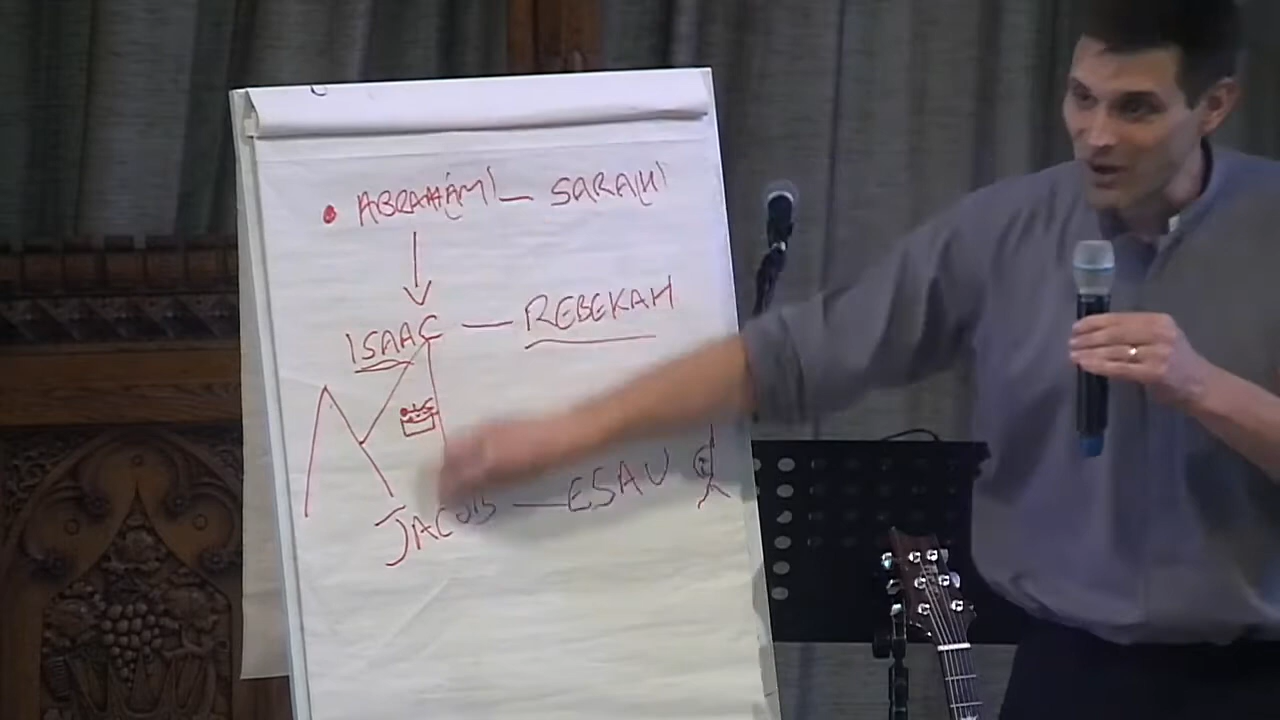 • ABRAHAM — SARAH
ISAAC — REBEKAH
JACOB — ESAU